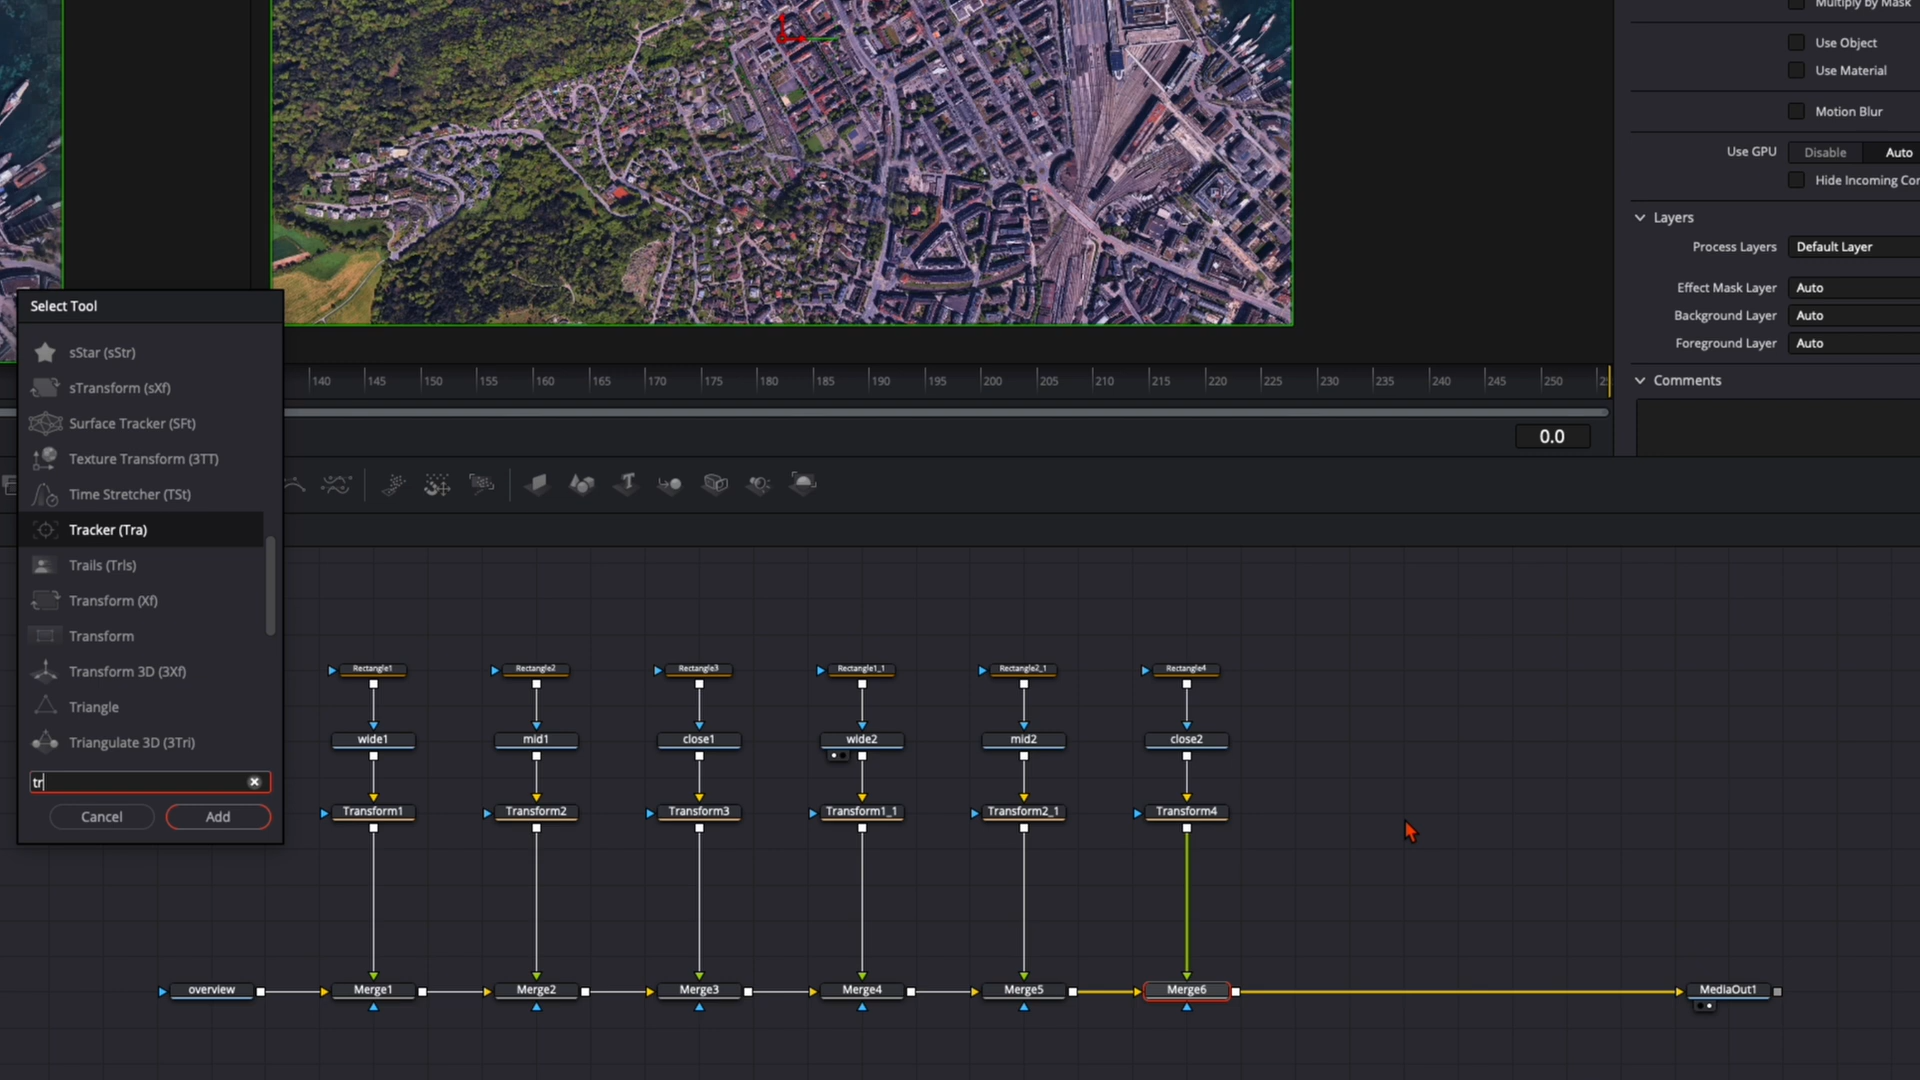 Multiply by Mask
Use Object
Use Material
Motion Blur
Use GPU Disable Auto
Hide Incoming
Layers
Process Layers Default Layer
Effect Mask Layer Auto
Background Layer Auto
Foreground Layer Auto
Comments
Select Tool
sStar (sStr)
sTransform (sXf)
Surface Tracker (SFt)
Texture Transform (3TT)
Time Stretcher (TSt)
Tracker (Tra)
Trails (Trls)
Transform (Xf)
Transform
Transform 3D (3Xf)
Triangle
Triangulate 3D (3Tri)
tr
Cancel Add
140 145 150 155 160 165 170 175 180 185 190 195 200 205 210 215 220 225 230 235 240 245 250
0.0
Rectangle1 Rectangle2 Rectangle3 Rectangle1_1 Rectangle2_1 Rectangle4
wide1 mid1 close1 wide2 mid2 close2
Transform1 Transform2 Transform3 Transform1_1 Transform2_1 Transform4
overview Merge1 Merge2 Merge3 Merge4 Merge5 Merge6 MediaOut1